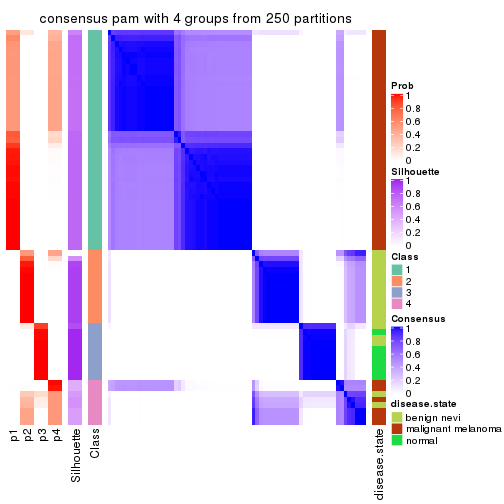 consensus pam with 4 groups from 250 partitions
Prob
1
0.8
0.6
0.4
0.2
0
Silhouette
1
0.8
0.6
0.4
0.2
0
Class
1
2
3
4
Consensus
1
0.8
0.6
0.4
0.2
0
disease.state
benign nevi
malignant melanoma
normal
p1
p2
p3
p4
Silhouette
Class
disease.state